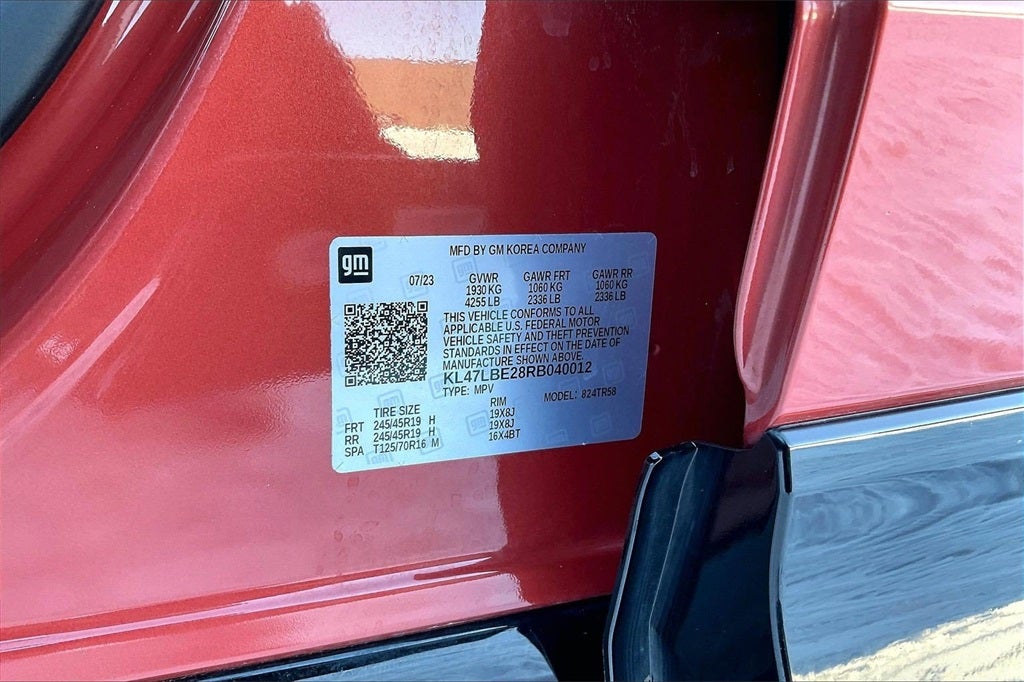 gm
MFD BY GM KOREA COMPANY
07/23 GVWR GAWR FRT GAWR RR
1930 KG 1060 KG 1060 KG
4255 LB 2336 LB 2336 LB
THIS VEHICLE CONFORMS TO ALL
APPLICABLE U.S. FEDERAL MOTOR
VEHICLE SAFETY AND THEFT PREVENTION
STANDARDS IN EFFECT ON THE DATE OF
MANUFACTURE SHOWN ABOVE.
KL47LBE28RB040012
TYPE: MPV MODEL: 824TR58
TIRE SIZE RIM
FRT 245/45R19 H 19X8J
RR 245/45R19 H 19X8J
SPA T125/70R16 M 16X4BT